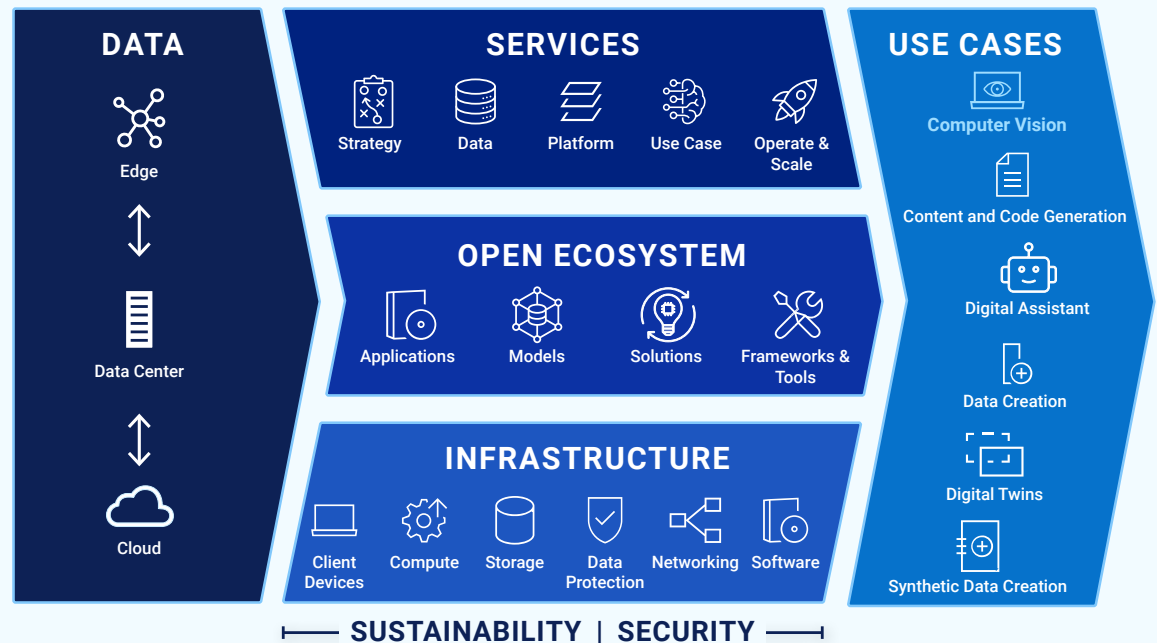 DATA
Edge
Data Center
Cloud
SERVICES
Strategy
Data
Platform
Use Case
Operate &
Scale
OPEN ECOSYSTEM
Applications
Models
Solutions
Frameworks &
Tools
INFRASTRUCTURE
Client
Devices
Compute
Storage
Data
Protection
Networking
Software
USE CASES
Computer Vision
Content and Code Generation
Digital Assistant
Data Creation
Digital Twins
Synthetic Data Creation
SUSTAINABILITY | SECURITY